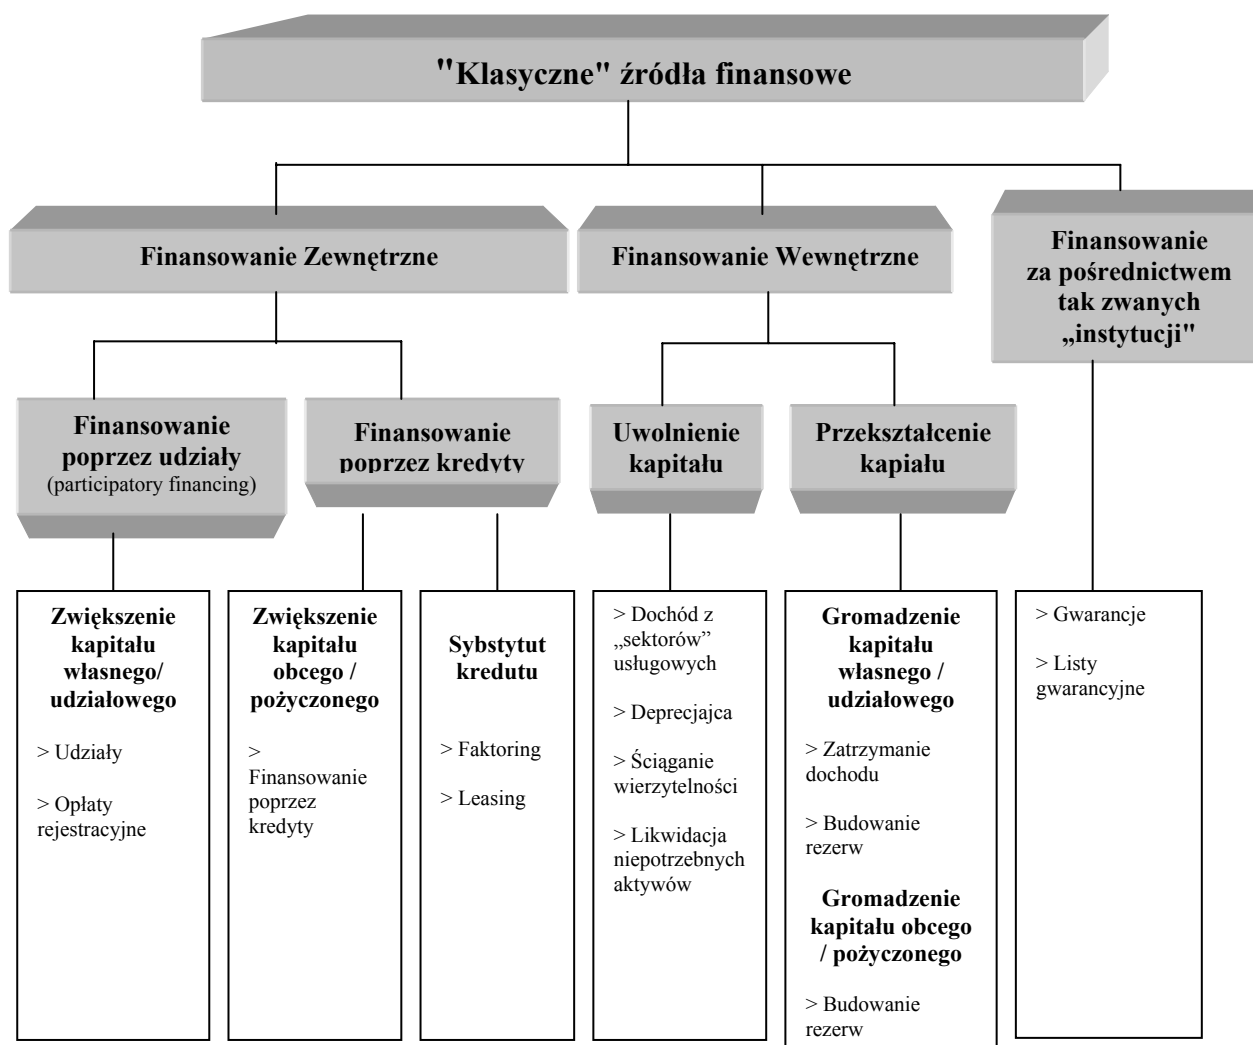 "Klasyczne" źródła finansowe
Finansowanie Zewnętrzne
Finansowanie Wewnętrzne
Finansowanie
za pośrednictwem
tak zwanych
„instytucji"
Finansowanie
poprzez udziały
(participatory financing)
Finansowanie
poprzez kredyty
Uwolnienie
kapitału
Przekształcenie
kapiału
Zwiększenie
kapitału
własnego/
udziałowego
> Udziały
> Opłaty
rejestracyjne
Zwiększenie
kapitału
obcego /
pożyczonego
>
Finansowanie
poprzez
kredyty
Sybstytut
kredutu
> Faktoring
> Leasing
> Dochód z
„sektorów”
usługowych
> Deprecjajca
> Ściąganie
wierzytelności
> Likwidacja
niepotrzebnych
aktywów
Gromadzenie
kapitału
własnego /
udziałowego
> Zatrzymanie
dochodu
> Budowanie
rezerw
Gromadzenie
kapitału obcego
/ pożyczonego
> Budowanie
rezerw
> Gwarancje
> Listy
gwarancyjne